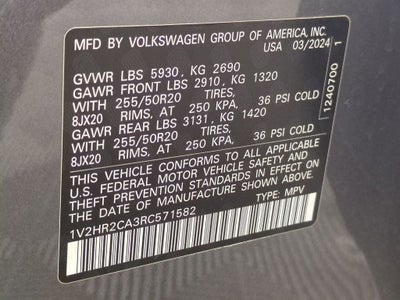 MFD BY VOLKSWAGEN GROUP OF AMERICA, INC.
USA 03/2024 1
GVWR LBS 5930, KG 2690
GAWR FRONT LBS 2910, KG 1320
WITH 255/50R20 TIRES,
8JX20 RIMS, AT 250 KPA, 36 PSI COLD
GAWR REAR LBS 3131, KG 1420
WITH 255/50R20 TIRES,
8JX20 RIMS, AT 250 KPA, 36 PSI COLD
THIS VEHICLE CONFORMS TO ALL APPLICABLE
U.S. FEDERAL MOTOR VEHICLE SAFETY AND
THEFT PREVENTION STANDARDS IN EFFECT ON
THE DATE OF MANUFACTURE SHOWN ABOVE.
1V2HR2CA3RC571582 TYPE: MPV
1240700